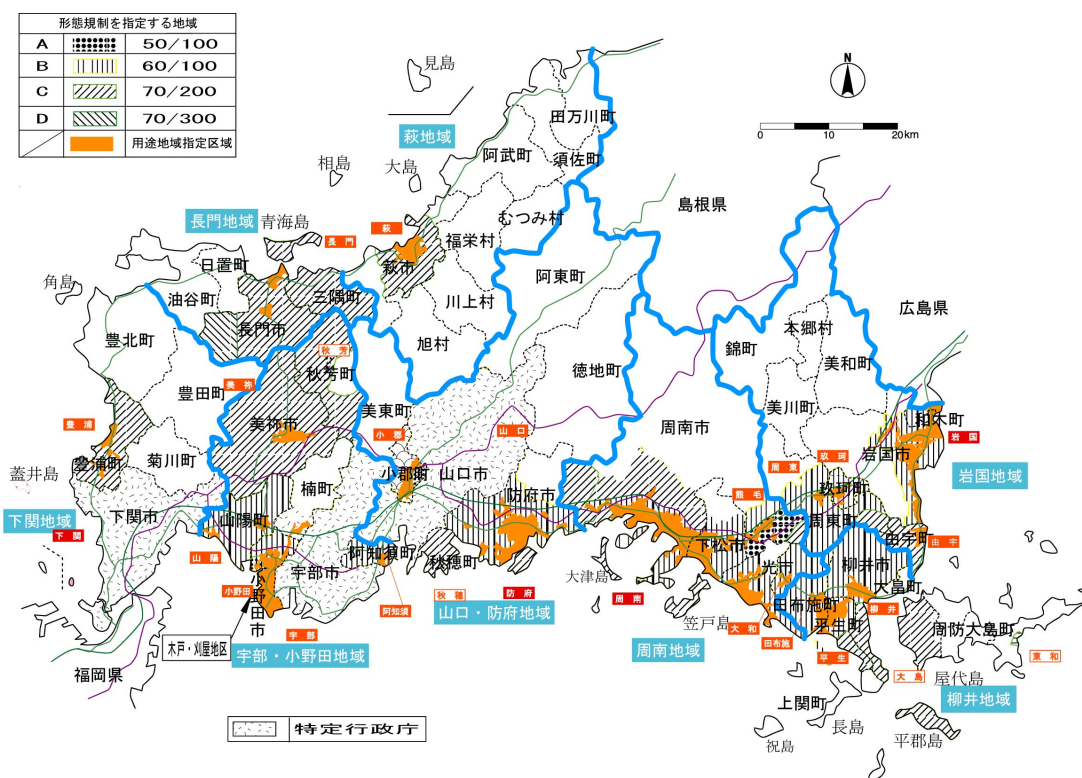 形態規制を指定する地域
A 50/100
B 60/100
C 70/200
D 70/300
用途地域指定区域
N
0 10 20km
見島
萩地域
田万川町
阿武町
須佐町
相島
大島
むつみ村
島根県
長門地域
青海島
長門
萩
福栄村
萩市
日置町
阿東町
角島
油谷町
三隅町
川上村
広島県
長門市
本郷村
豊北町
旭村
錦町
美和町
秋芳
秋芳町
徳地町
豊田町
美祢
美東町
美川町
美祢市
周南市
和木町
豊浦
小郡
山口
岩国
岩国市
菊川町
豊浦町
小郡町
山口市
周東
玖珂
蓋井島
楠町
玖珂町
岩国地域
防府市
熊毛
下関地域
下関市
山陽町
周東町
下関
下松市
由宇町
由宇
阿知須町
秋穂町
光市
柳井市
山陽
宇部市
大津島
大畠町
小野田
小野田市
秋穂
防府
周南
田布施町
阿知須
山口・防府地域
笠戸島
平生町
柳井
大和
周防大島町
宇部
田布施
木戸・刈屋地区
宇部・小野田地域
周南地域
平生
東和
福岡県
大島
屋代島
上関町
柳井地域
長島
特定行政庁
祝島
平郡島